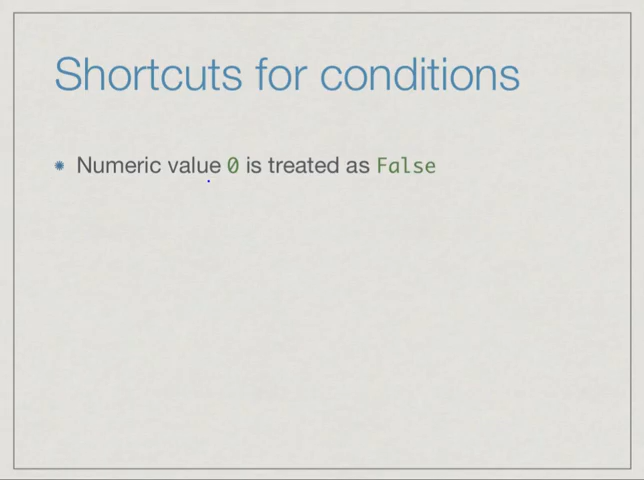 Shortcuts for conditions
Numeric value 0 is treated as False